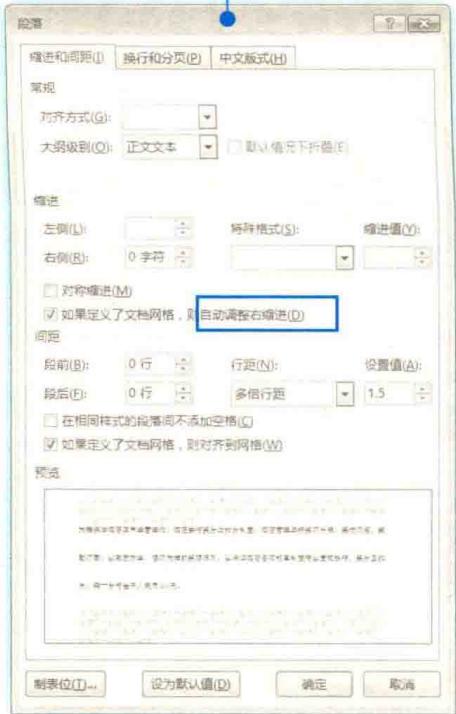 段落
缩进和间距(I) 换行和分页(P) 中文版式(H)
常规
对齐方式(G):
大纲级别(O): 正文文本 默认情况下折叠(E)
缩进
左侧(L): 特殊格式(S): 缩进值(Y):
右侧(R): 0 字符
对称缩进(M)
如果定义了文档网格，则自动调整右缩进(D)
间距
段前(B): 0 行 行距(N): 设置值(A):
段后(F): 0 行 多倍行距 1.5
在相同样式的段落间不添加空格(C)
如果定义了文档网格，则对齐到网格(W)
预览
制表位(T)... 设为默认值(D) 确定 取消